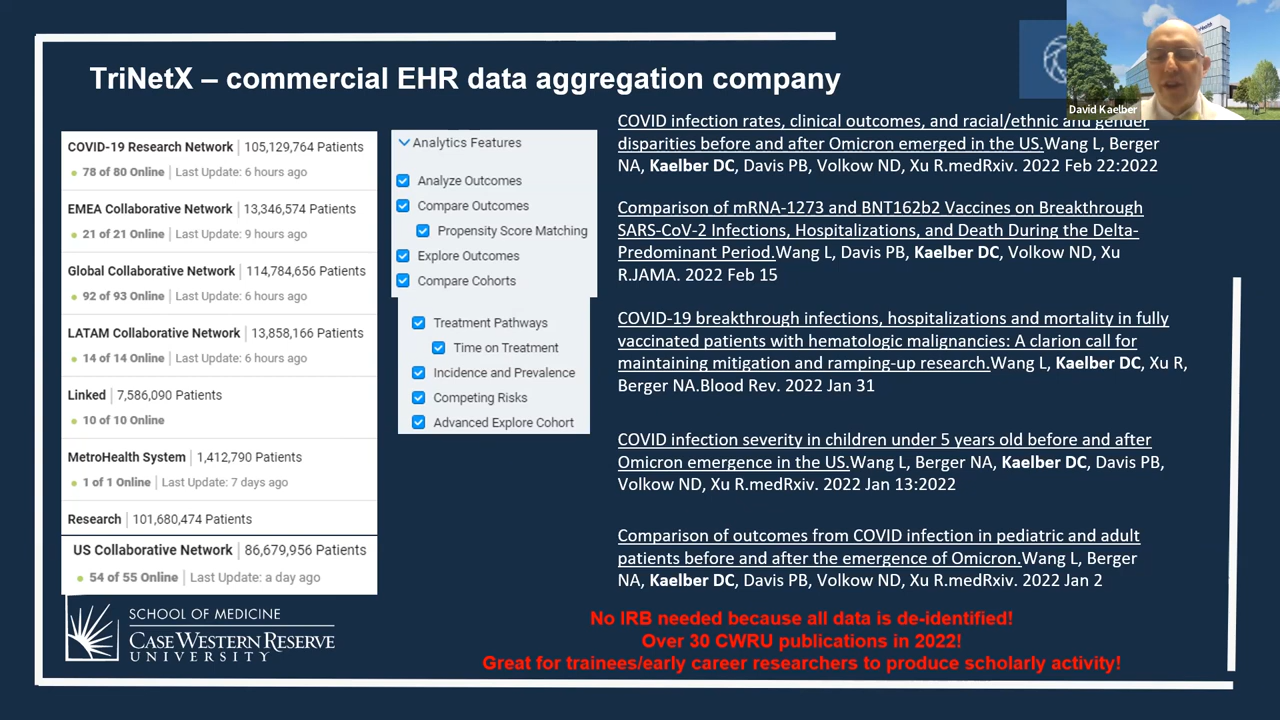 TriNetX – commercial EHR data aggregation company
David Kaelber
COVID-19 Research Network | 105,129,764 Patients
78 of 80 Online | Last Update: 6 hours ago
EMEA Collaborative Network | 13,346,574 Patients
21 of 21 Online | Last Update: 9 hours ago
Global Collaborative Network | 114,784,656 Patients
92 of 93 Online | Last Update: 6 hours ago
LATAM Collaborative Network | 13,858,166 Patients
14 of 14 Online | Last Update: 6 hours ago
Linked | 7,586,090 Patients
10 of 10 Online
MetroHealth System | 1,412,790 Patients
1 of 1 Online | Last Update: 7 days ago
Research | 101,680,474 Patients
US Collaborative Network | 86,679,956 Patients
54 of 55 Online | Last Update: a day ago
Analytics Features
Analyze Outcomes
Compare Outcomes
Propensity Score Matching
Explore Outcomes
Compare Cohorts
Treatment Pathways
Time on Treatment
Incidence and Prevalence
Competing Risks
Advanced Explore Cohort
COVID infection rates, clinical outcomes, and racial/ethnic and gender
disparities before and after Omicron emerged in the US.Wang L, Berger
NA, Kaelber DC, Davis PB, Volkow ND, Xu R.medRxiv. 2022 Feb 22:2022
Comparison of mRNA-1273 and BNT162b2 Vaccines on Breakthrough
SARS-CoV-2 Infections, Hospitalizations, and Death During the Delta-
Predominant Period.Wang L, Davis PB, Kaelber DC, Volkow ND, Xu
R.JAMA. 2022 Feb 15
COVID-19 breakthrough infections, hospitalizations and mortality in fully
vaccinated patients with hematologic malignancies: A clarion call for
maintaining mitigation and ramping-up research.Wang L, Kaelber DC, Xu R,
Berger NA.Blood Rev. 2022 Jan 31
COVID infection severity in children under 5 years old before and after
Omicron emergence in the US.Wang L, Berger NA, Kaelber DC, Davis PB,
Volkow ND, Xu R.medRxiv. 2022 Jan 13:2022
Comparison of outcomes from COVID infection in pediatric and adult
patients before and after the emergence of Omicron.Wang L, Berger
NA, Kaelber DC, Davis PB, Volkow ND, Xu R.medRxiv. 2022 Jan 2
No IRB needed because all data is de-identified!
Over 30 CWRU publications in 2022!
Great for trainees/early career researchers to produce scholarly activity!
SCHOOL OF MEDICINE
CASE WESTERN RESERVE
UNIVERSITY